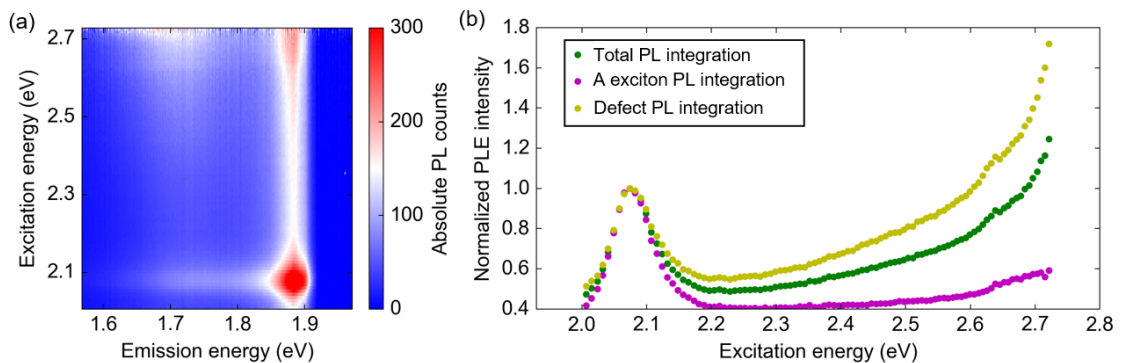 (a)
2.7
2.5
2.3
2.1
1.6
1.7
1.8
1.9
Excitation energy (eV)
Emission energy (eV)
300
200
100
0
Absolute PL counts
(b)
1.8
1.6
1.4
1.2
1.0
0.8
0.6
0.4
Normalized PLE intensity
Total PL integration
A exciton PL integration
Defect PL integration
2.0
2.1
2.2
2.3
2.4
2.5
2.6
2.7
2.8
Excitation energy (eV)